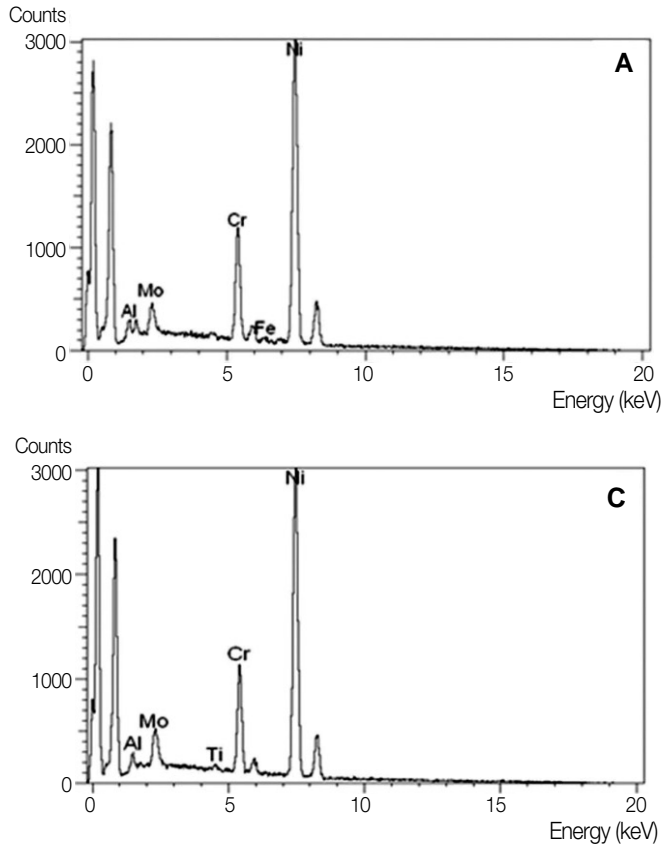 Counts
3000
Ni
A
2000
Cr
1000
Mo
Al
Fe
0
0 5 10 15 20
Energy (keV)
Counts
3000
Ni
C
2000
Cr
1000
Mo
Al
Ti
0
0 5 10 15 20
Energy (keV)